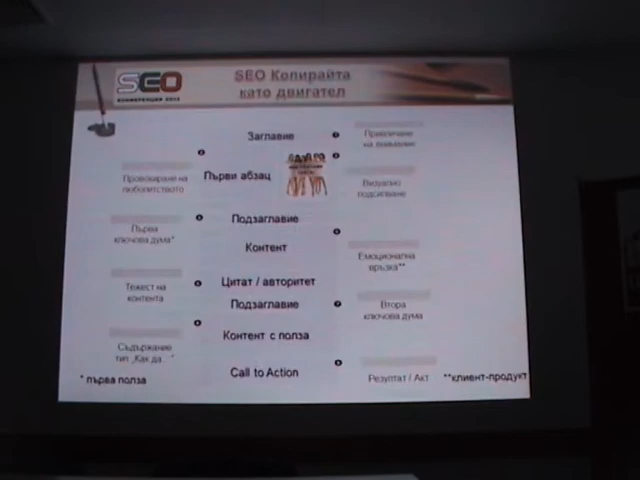 SEO
SEO Копирайта
като двигател
Заглавие
Привличане
на внимание
Провокиране на
любопитството
Първи абзац
Визуално
подсилване
Първа
ключова дума*
Подзаглавие
Контент
Емоционална
връзка**
Тежест на
контента
Цитат / авторитет
Подзаглавие
Втора
ключова дума
Съдържание
тип „Как да..."
Контент с полза
Call to Action
Резултат / Акт
* първа полза
**клиент-продукт